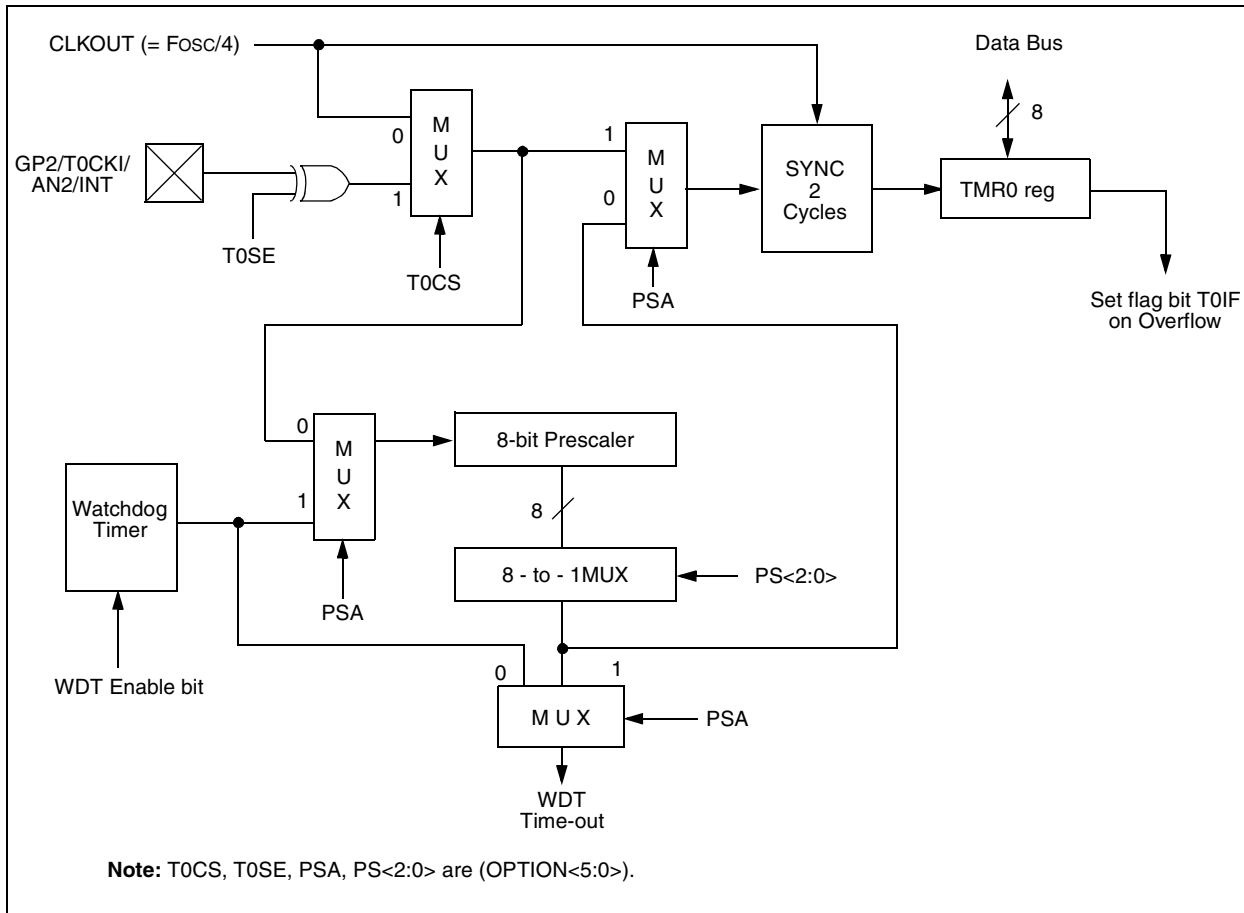 CLKOUT (= FOSC/4)
Data Bus
8
0
M
U
X
1
GP2/T0CKI/
AN2/INT
T0SE
T0CS
1
M
U
X
0
PSA
SYNC
2
Cycles
TMR0 reg
Set flag bit T0IF
on Overflow
0
M
U
X
1
PSA
8-bit Prescaler
Watchdog
Timer
8
8 - to - 1MUX
PS<2:0>
WDT Enable bit
0
1
M U X
PSA
WDT
Time-out
Note: T0CS, T0SE, PSA, PS<2:0> are (OPTION<5:0>).